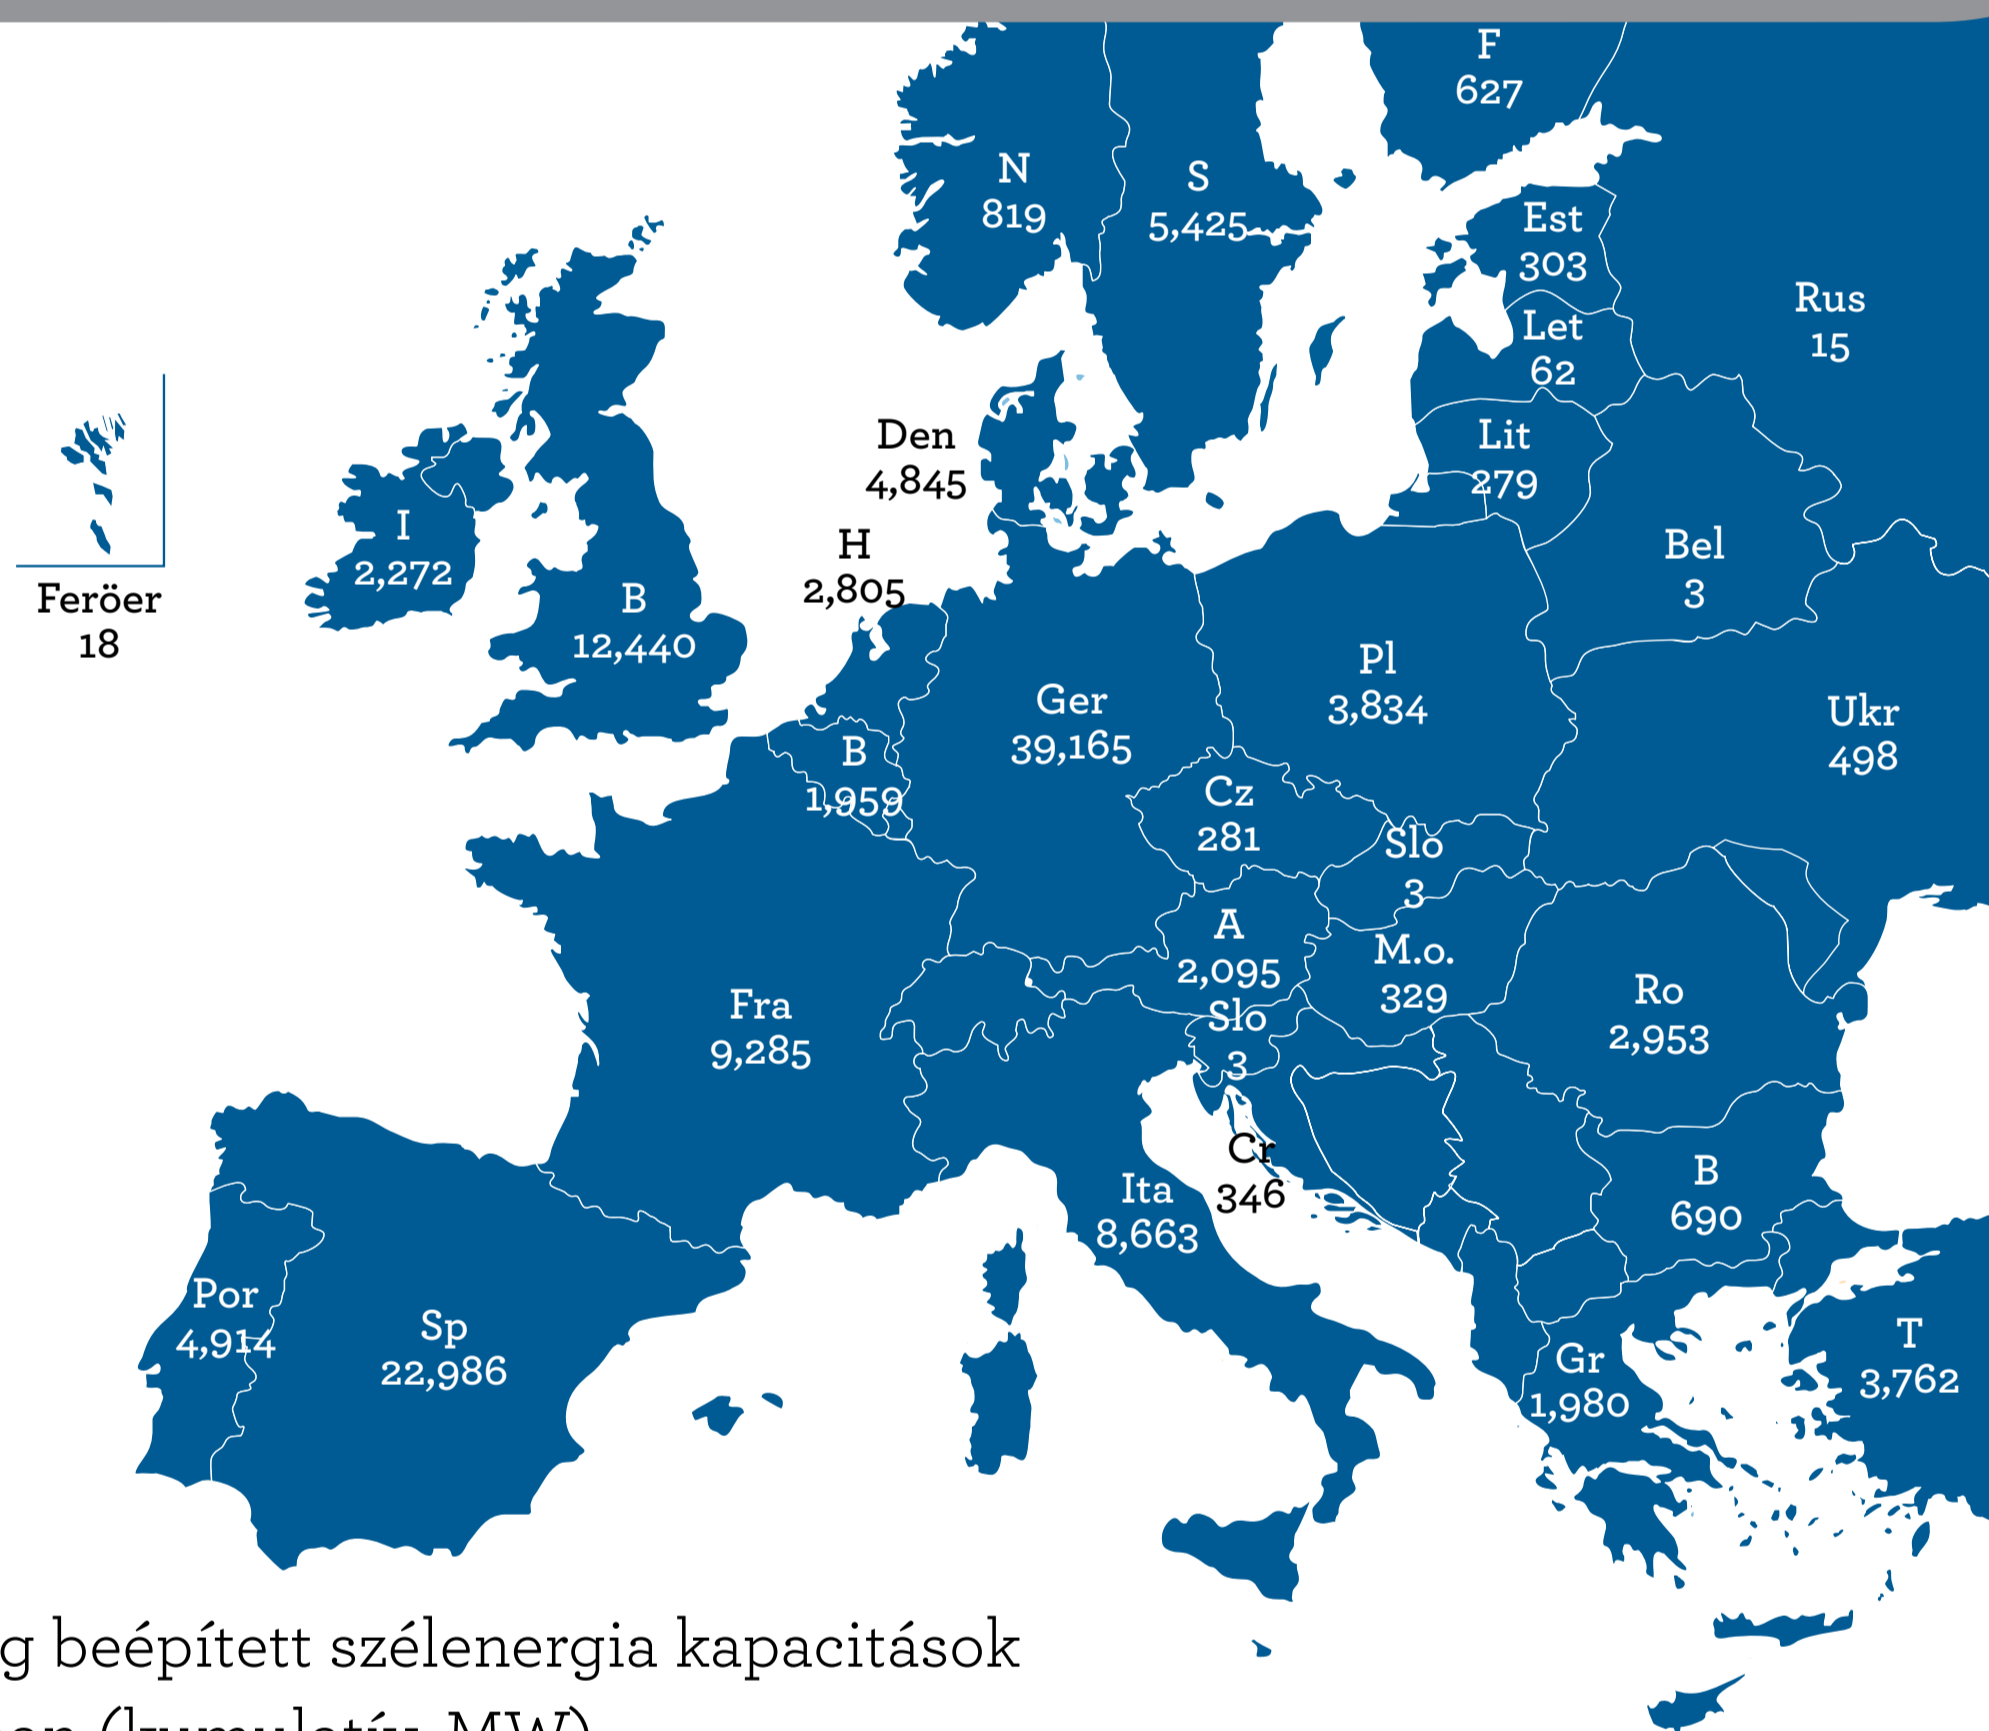 F
627
N
819
S
5,425
Est
303
Rus
15
Let
62
Den
4,845
Lit
279
I
2,272
H
2,805
Bel
3
Feröer
18
B
12,440
Pl
3,834
Ger
39,165
Ukr
498
B
1,959
Cz
281
Slo
3
A
2,095
M.o.
329
Fra
9,285
Slo
3
Ro
2,953
Cr
346
Ita
8,663
B
690
Por
4,914
Sp
22,986
Gr
1,980
T
3,762
g beépített szélenergia kapacitások
(kumulatív, MW)